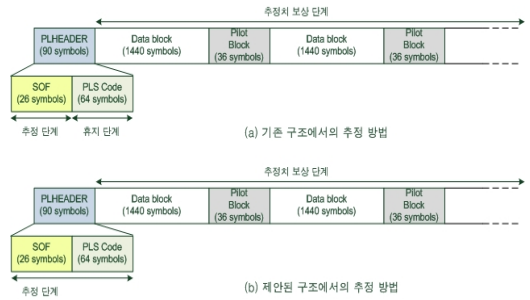 추정치 보상 단계
PLHEADER
(90 symbols)
Data block
(1440 symbols)
Pilot
Block
(36 symbols)
Data block
(1440 symbols)
Pilot
Block
(36 symbols)
SOF
(26 symbols)
PLS Code
(64 symbols)
추정 단계
휴지 단계
(a) 기존 구조에서의 추정 방법
추정치 보상 단계
PLHEADER
(90 symbols)
Data block
(1440 symbols)
Pilot
Block
(36 symbols)
Data block
(1440 symbols)
Pilot
Block
(36 symbols)
SOF
(26 symbols)
PLS Code
(64 symbols)
추정 단계
(b) 제안된 구조에서의 추정 방법